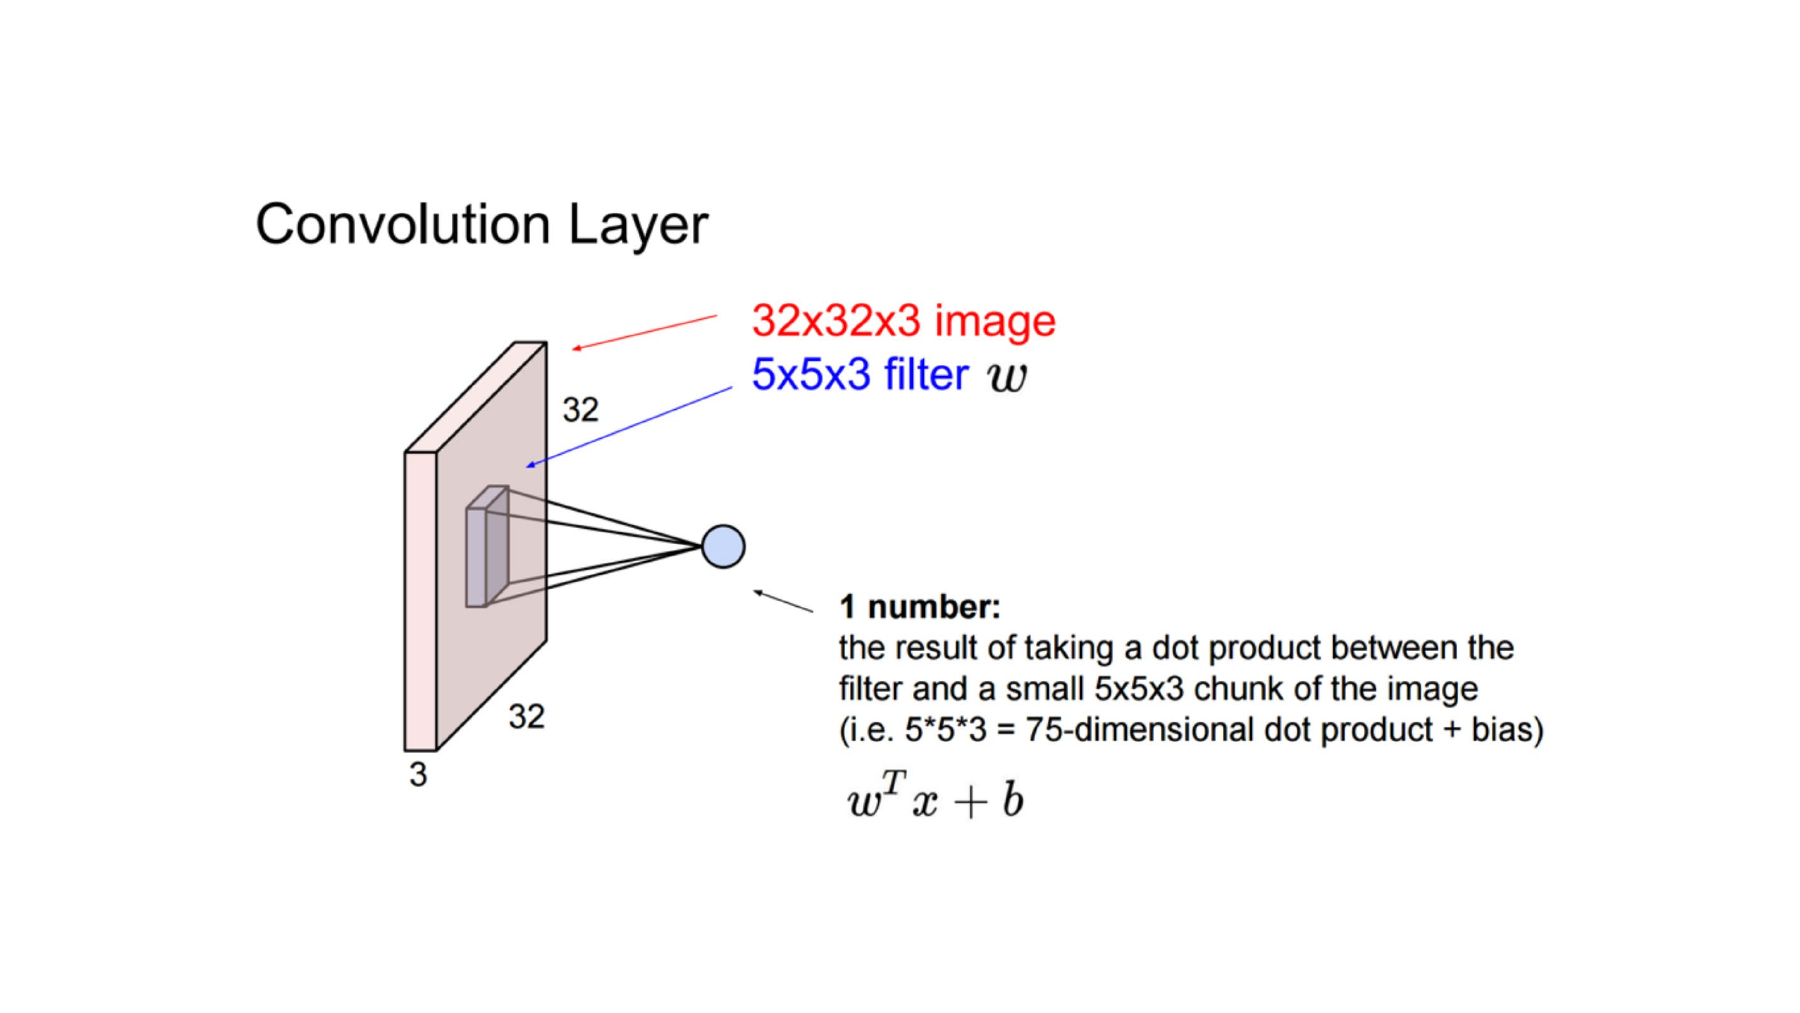 Convolution Layer
32x32x3 image
5x5x3 filter w
32
32
3
1 number:
the result of taking a dot product between the
filter and a small 5x5x3 chunk of the image
(i.e. 5*5*3 = 75-dimensional dot product + bias)
w^T x + b